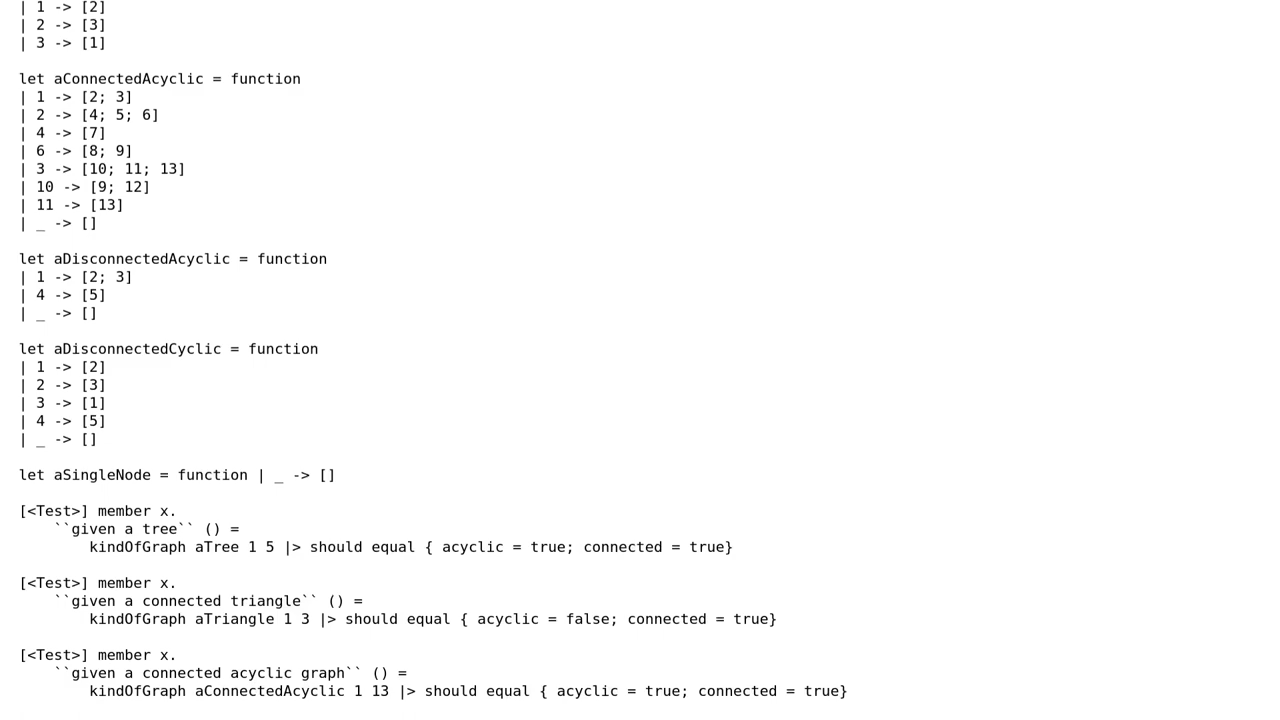 | 1 -> [2]
| 2 -> [3]
| 3 -> [1]
let aConnectedAcyclic = function
| 1 -> [2; 3]
| 2 -> [4; 5; 6]
| 4 -> [7]
| 6 -> [8; 9]
| 3 -> [10; 11; 13]
| 10 -> [9; 12]
| 11 -> [13]
| _ -> []
let aDisconnectedAcyclic = function
| 1 -> [2; 3]
| 4 -> [5]
| _ -> []
let aDisconnectedCyclic = function
| 1 -> [2]
| 2 -> [3]
| 3 -> [1]
| 4 -> [5]
| _ -> []
let aSingleNode = function | _ -> []
[<Test>] member x.
    ``given a tree`` () =
        kindOfGraph aTree 1 5 |> should equal { acyclic = true; connected = true}
[<Test>] member x.
    ``given a connected triangle`` () =
        kindOfGraph aTriangle 1 3 |> should equal { acyclic = false; connected = true}
[<Test>] member x.
    ``given a connected acyclic graph`` () =
        kindOfGraph aConnectedAcyclic 1 13 |> should equal { acyclic = true; connected = true}